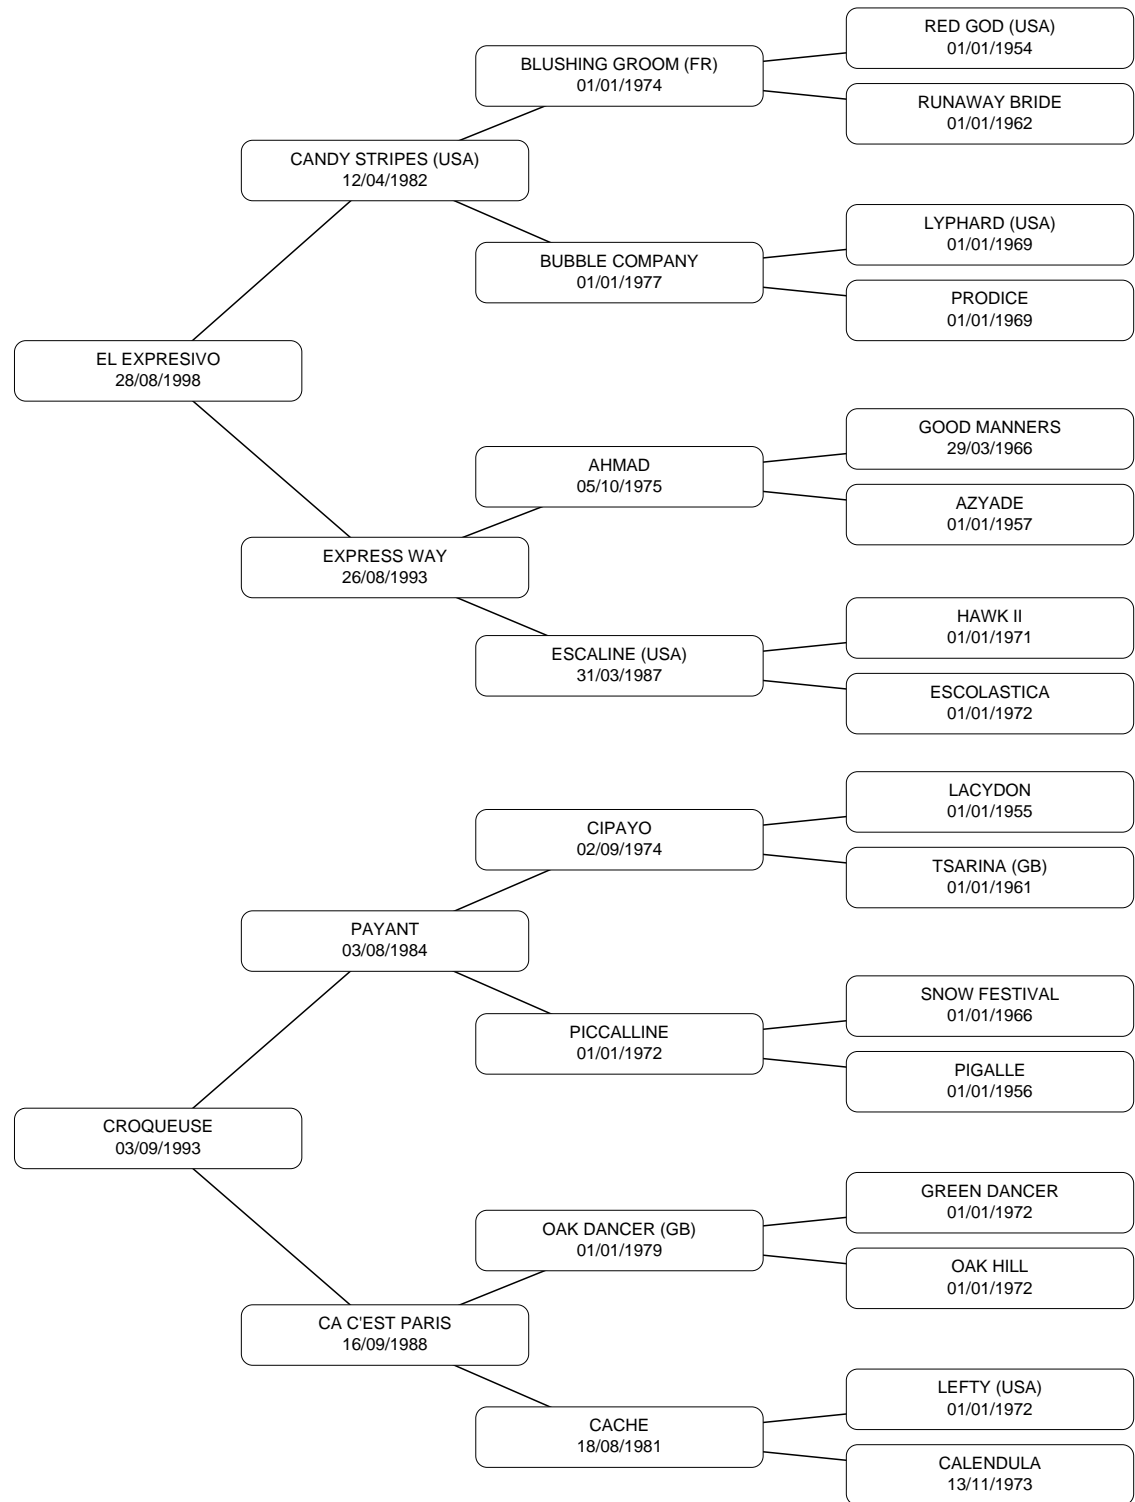 RED GOD (USA)
01/01/1954
BLUSHING GROOM (FR)
01/01/1974
RUNAWAY BRIDE
01/01/1962
CANDY STRIPES (USA)
12/04/1982
LYPHARD (USA)
01/01/1969
BUBBLE COMPANY
01/01/1977
PRODICE
01/01/1969
EL EXPRESIVO
28/08/1998
GOOD MANNERS
29/03/1966
AHMAD
05/10/1975
AZYADE
01/01/1957
EXPRESS WAY
26/08/1993
HAWK II
01/01/1971
ESCALINE (USA)
31/03/1987
ESCOLASTICA
01/01/1972
LACYDON
01/01/1955
CIPAYO
02/09/1974
TSARINA (GB)
01/01/1961
PAYANT
03/08/1984
SNOW FESTIVAL
01/01/1966
PICCALLINE
01/01/1972
PIGALLE
01/01/1956
CROQUEUSE
03/09/1993
GREEN DANCER
01/01/1972
OAK DANCER (GB)
01/01/1979
OAK HILL
01/01/1972
CA C'EST PARIS
16/09/1988
LEFTY (USA)
01/01/1972
CACHE
18/08/1981
CALENDULA
13/11/1973